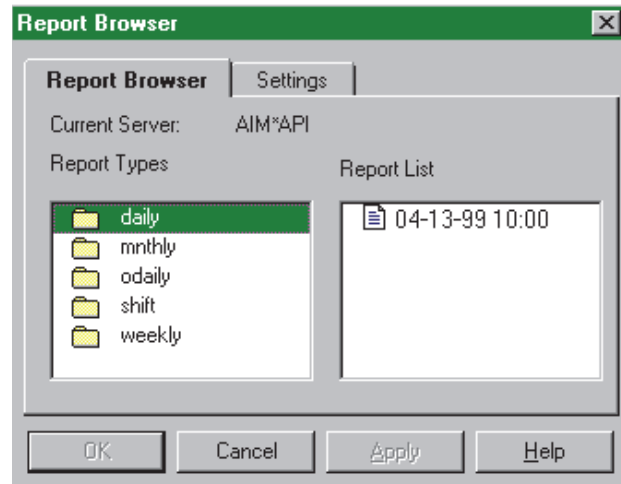 Report Browser
Report Browser
Settings
Current Server: AIM*API
Report Types
Report List
daily
mnthly
odaily
shift
weekly
04-13-99 10:00
OK
Cancel
Apply
Help